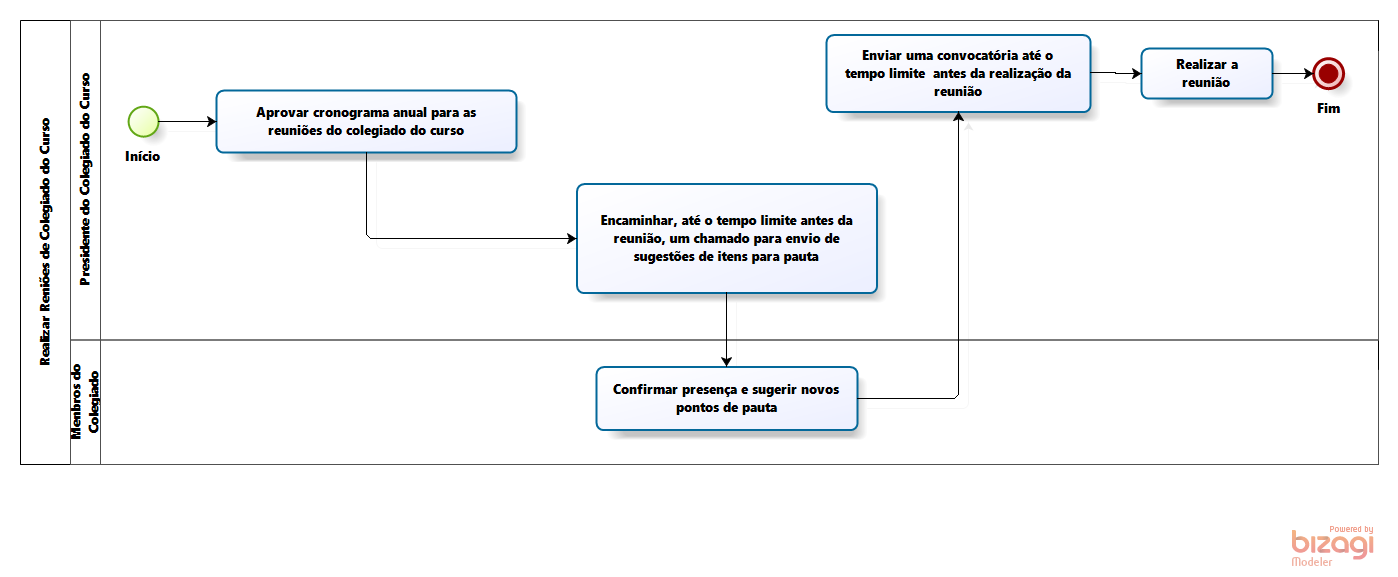 Realizar Reniões de Colegiado do Curso
Presidente do Colegiado do Curso
Início
Aprovar cronograma anual para as
reuniões do colegiado do curso
Encaminhar, até o tempo limite antes da
reunião, um chamado para envio de
sugestões de itens para pauta
Enviar uma convocatória até o
tempo limite antes da realização da
reunião
Realizar a
reunião
Fim
Membros do
Colegiado
Confirmar presença e sugerir novos
pontos de pauta
Powered by
bizagi
Modeler